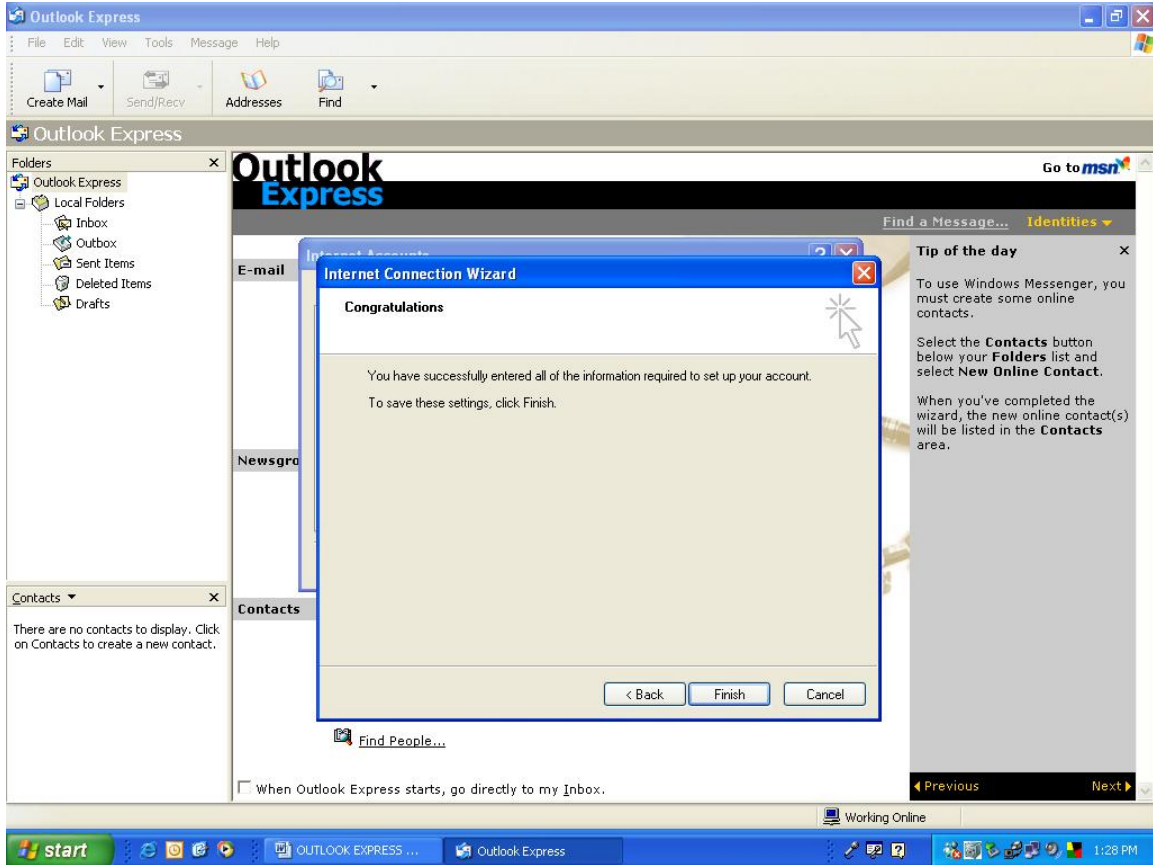 Outlook Express
File Edit View Tools Message Help
Create Mail Send/Recv Addresses Find
Outlook Express
Folders
Outlook Express
Local Folders
Inbox
Outbox
Sent Items
Deleted Items
Drafts
Contacts
There are no contacts to display. Click
on Contacts to create a new contact.
Outlook
Express
Go to msn
Find a Message... Identities
E-mail
Newsgro
Contacts
Find People...
When Outlook Express starts, go directly to my Inbox.
Internet Accounts
Internet Connection Wizard
Congratulations
You have successfully entered all of the information required to set up your account.
To save these settings, click Finish.
< Back Finish Cancel
Tip of the day
To use Windows Messenger, you
must create some online
contacts.
Select the Contacts button
below your Folders list and
select New Online Contact.
When you've completed the
wizard, the new online contact(s)
will be listed in the Contacts
area.
Previous Next
Working Online
start OUTLOOK EXPRESS ... Outlook Express 1:28 PM